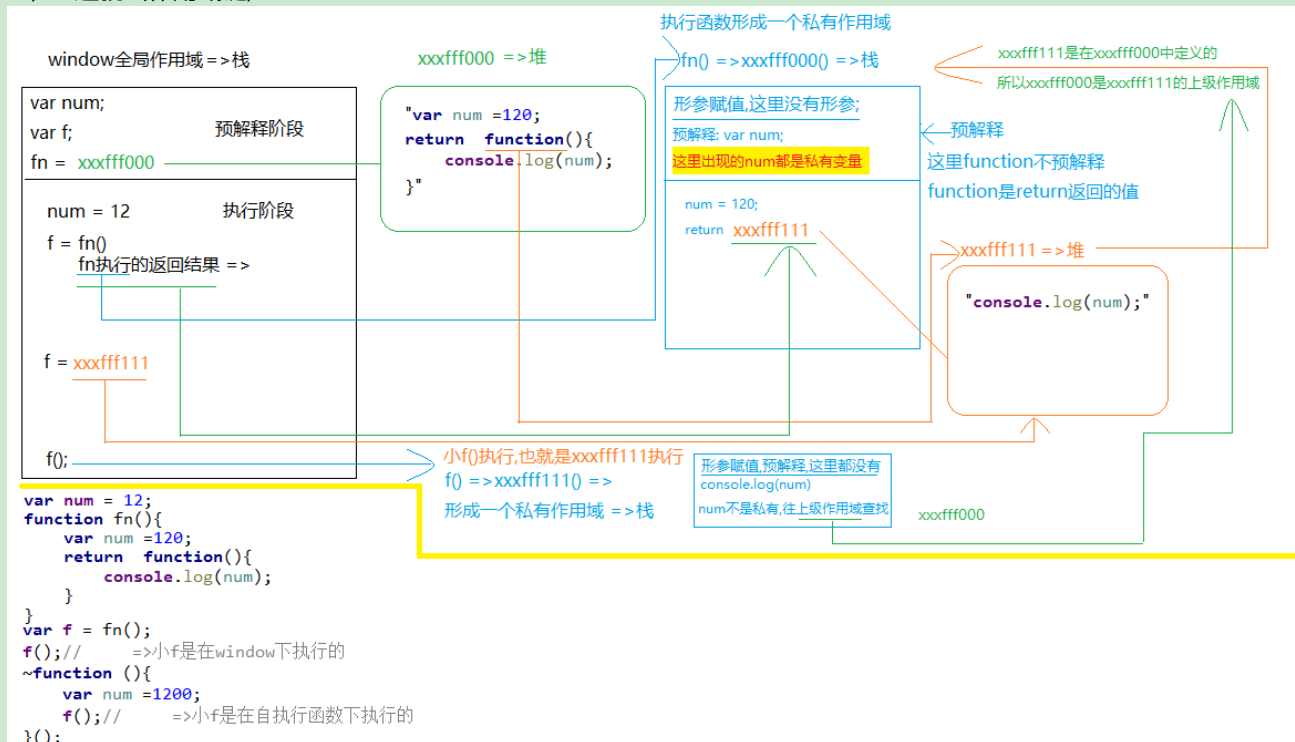 执行函数形成一个私有作用域
window全局作用域=>栈
xxxfff000 =>堆
fn() =>xxxfff000() =>栈
xxxfff111是在xxxfff000中定义的
所以xxxfff000是xxxfff111的上级作用域
var num;
var f;
预解释阶段
fn = xxxfff000
num = 12
执行阶段
f = fn()
fn执行的返回结果 =>
f = xxxfff111
f();
"var num =120;
return function(){
console.log(num);
}"
形参赋值,这里没有形参;
预解释: var num;
这里出现的num都是私有变量
num = 120;
return xxxfff111
预解释
这里function不预解释
function是return返回的值
xxxfff111 =>堆
"console.log(num);"
小f()执行,也就是xxxfff111执行
f() =>xxxfff111() =>
形成一个私有作用域 =>栈
形参赋值,预解释,这里都没有
console.log(num)
num不是私有,往上级作用域查找
xxxfff000
var num = 12;
function fn(){
var num =120;
return function(){
console.log(num);
}
}
var f = fn();
f();// =>小f是在window下执行的
~function (){
var num =1200;
f();// =>小f是在自执行函数下执行的
}();